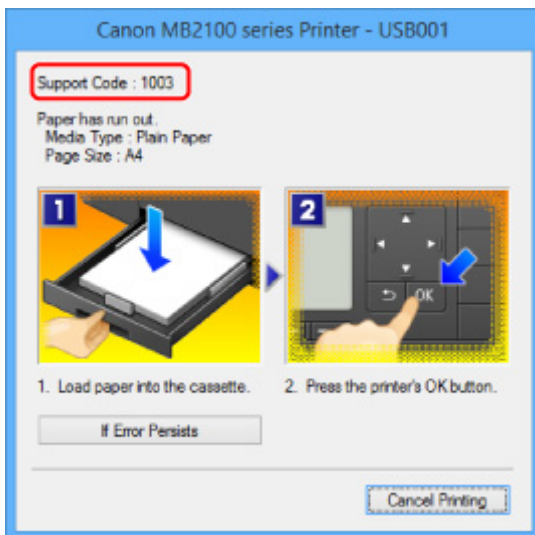 Canon MB2100 series Printer - USB001
Support Code : 1003
Paper has run out.
Media Type : Plain Paper
Page Size : A4
1
2
OK
1. Load paper into the cassette.
2. Press the printer's OK button.
If Error Persists
Cancel Printing